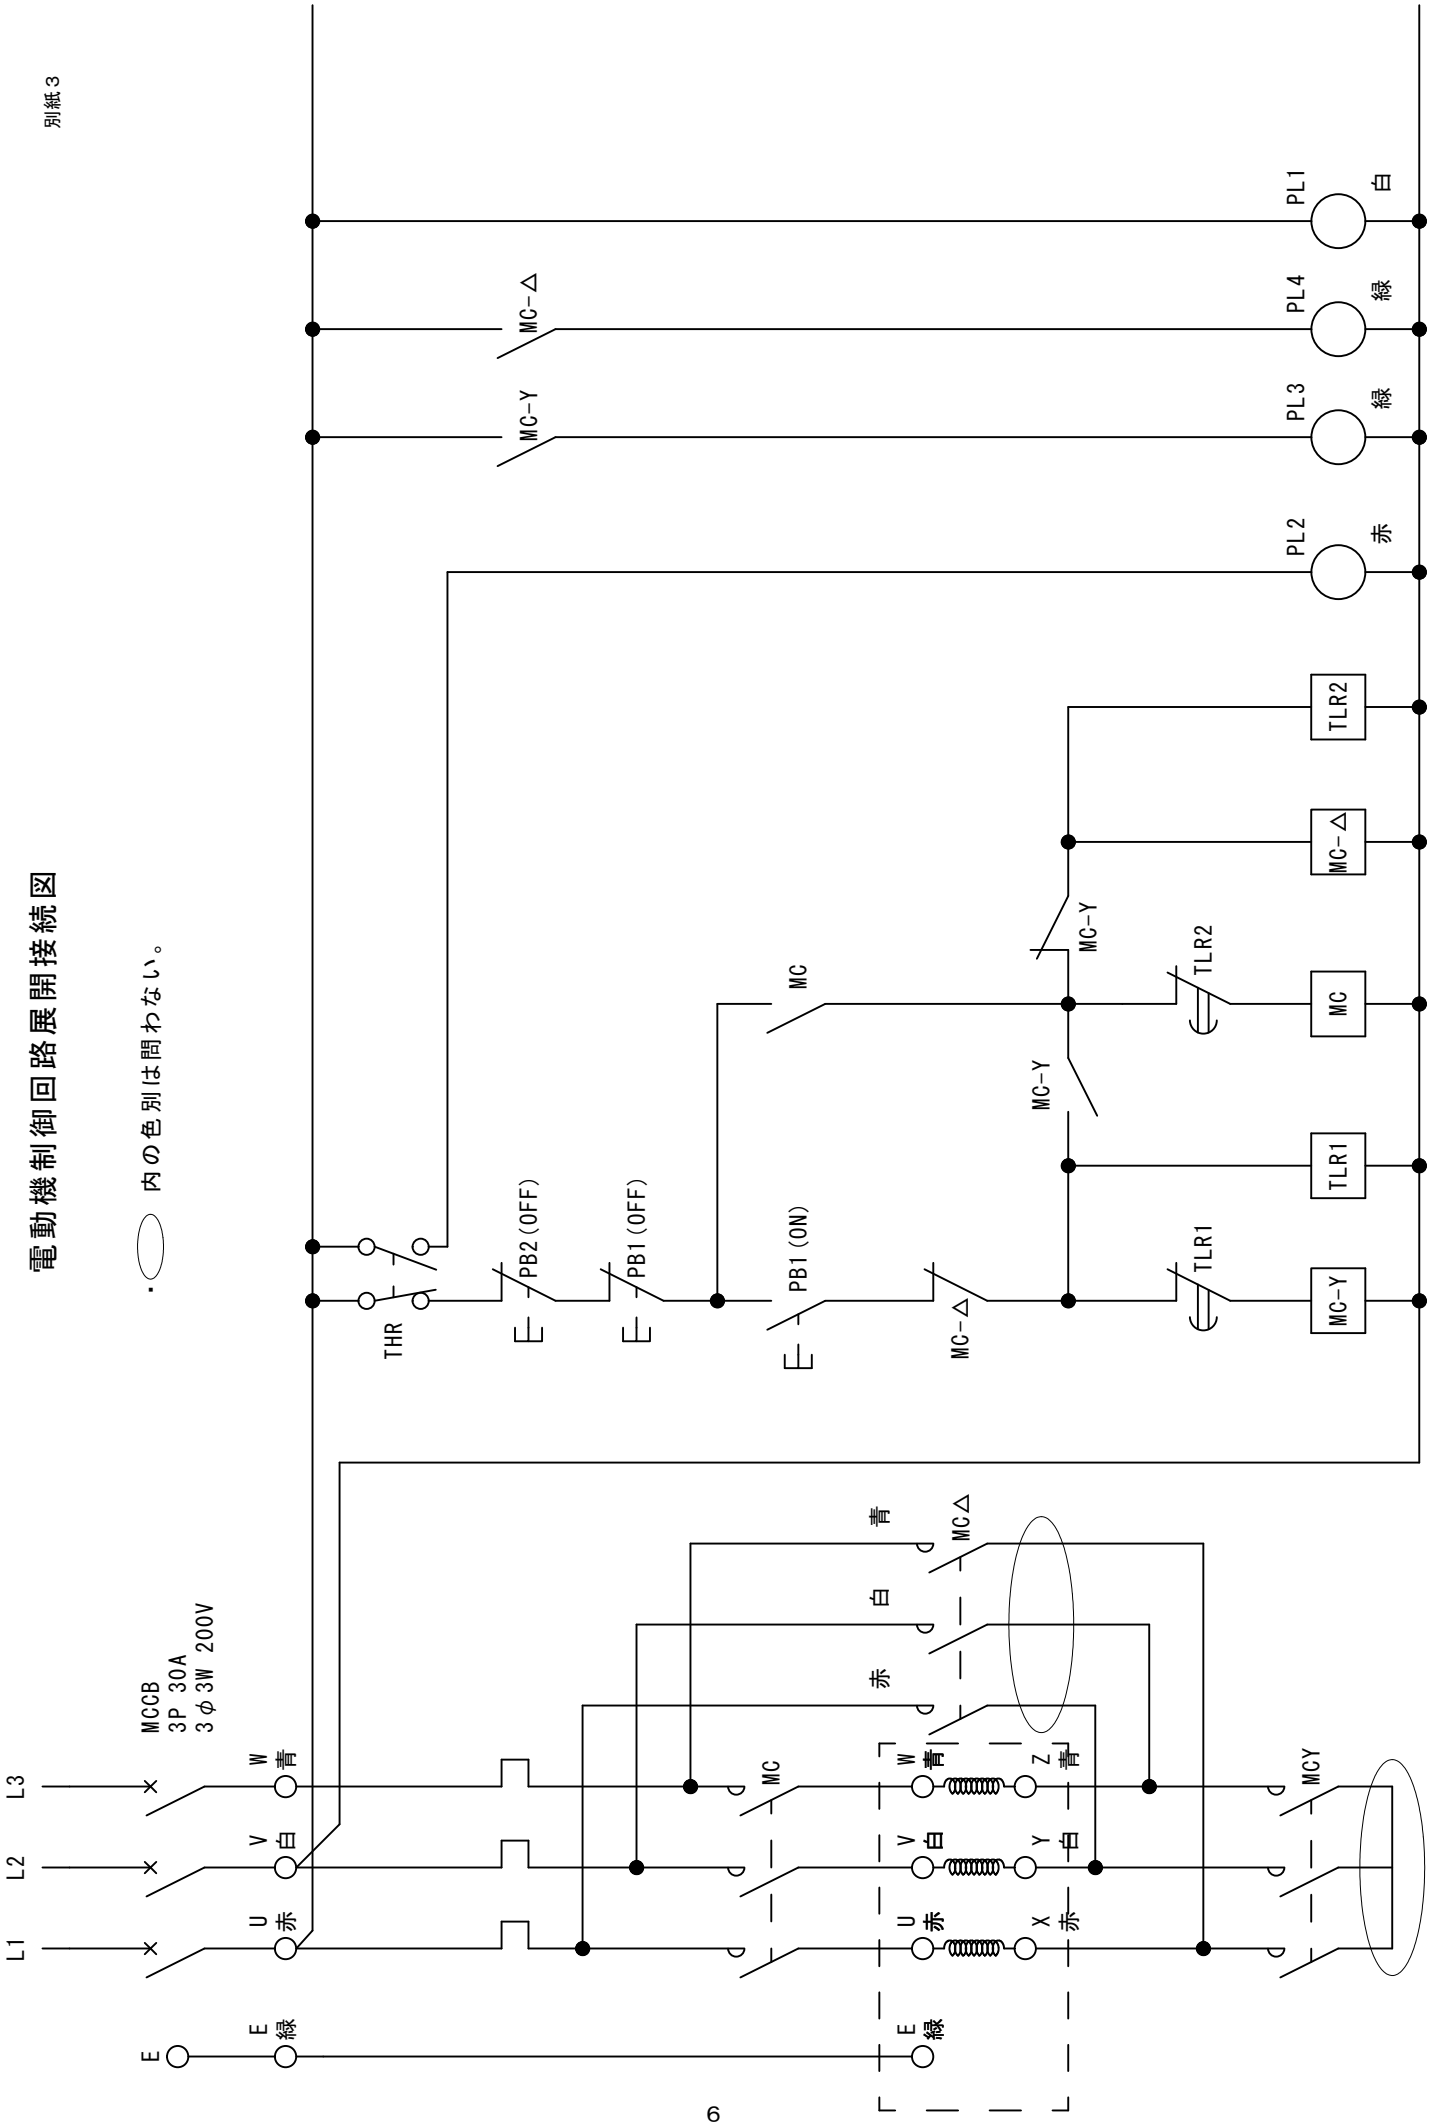 別紙3
電動機制御回路展開接続図
・ 内の色別は問わない。
L1
L2
L3
MCCB
3P 30A
3φ3W 200V
E
E
緑
U
赤
V
白
W
青
MC
赤
白
青
MC△
E
緑
U
赤
V
白
W
青
X
赤
Y
白
Z
青
MCY
THR
PB2(OFF)
PB1(OFF)
PB1(ON)
MC
MC-△
MC-Y
MC-Y
TLR1
TLR2
MC-Y
TLR1
MC
MC-△
TLR2
PL2
赤
MC-Y
PL3
緑
MC-△
PL4
緑
PL1
白
6